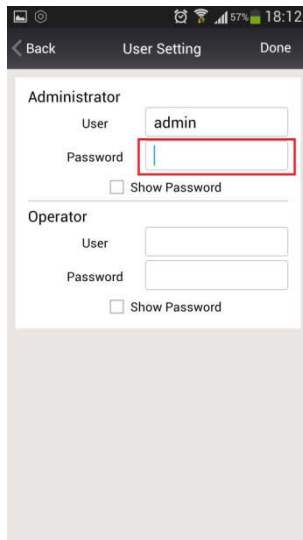 57% 18:12
Back User Setting Done
Administrator
User admin
Password
Show Password
Operator
User
Password
Show Password